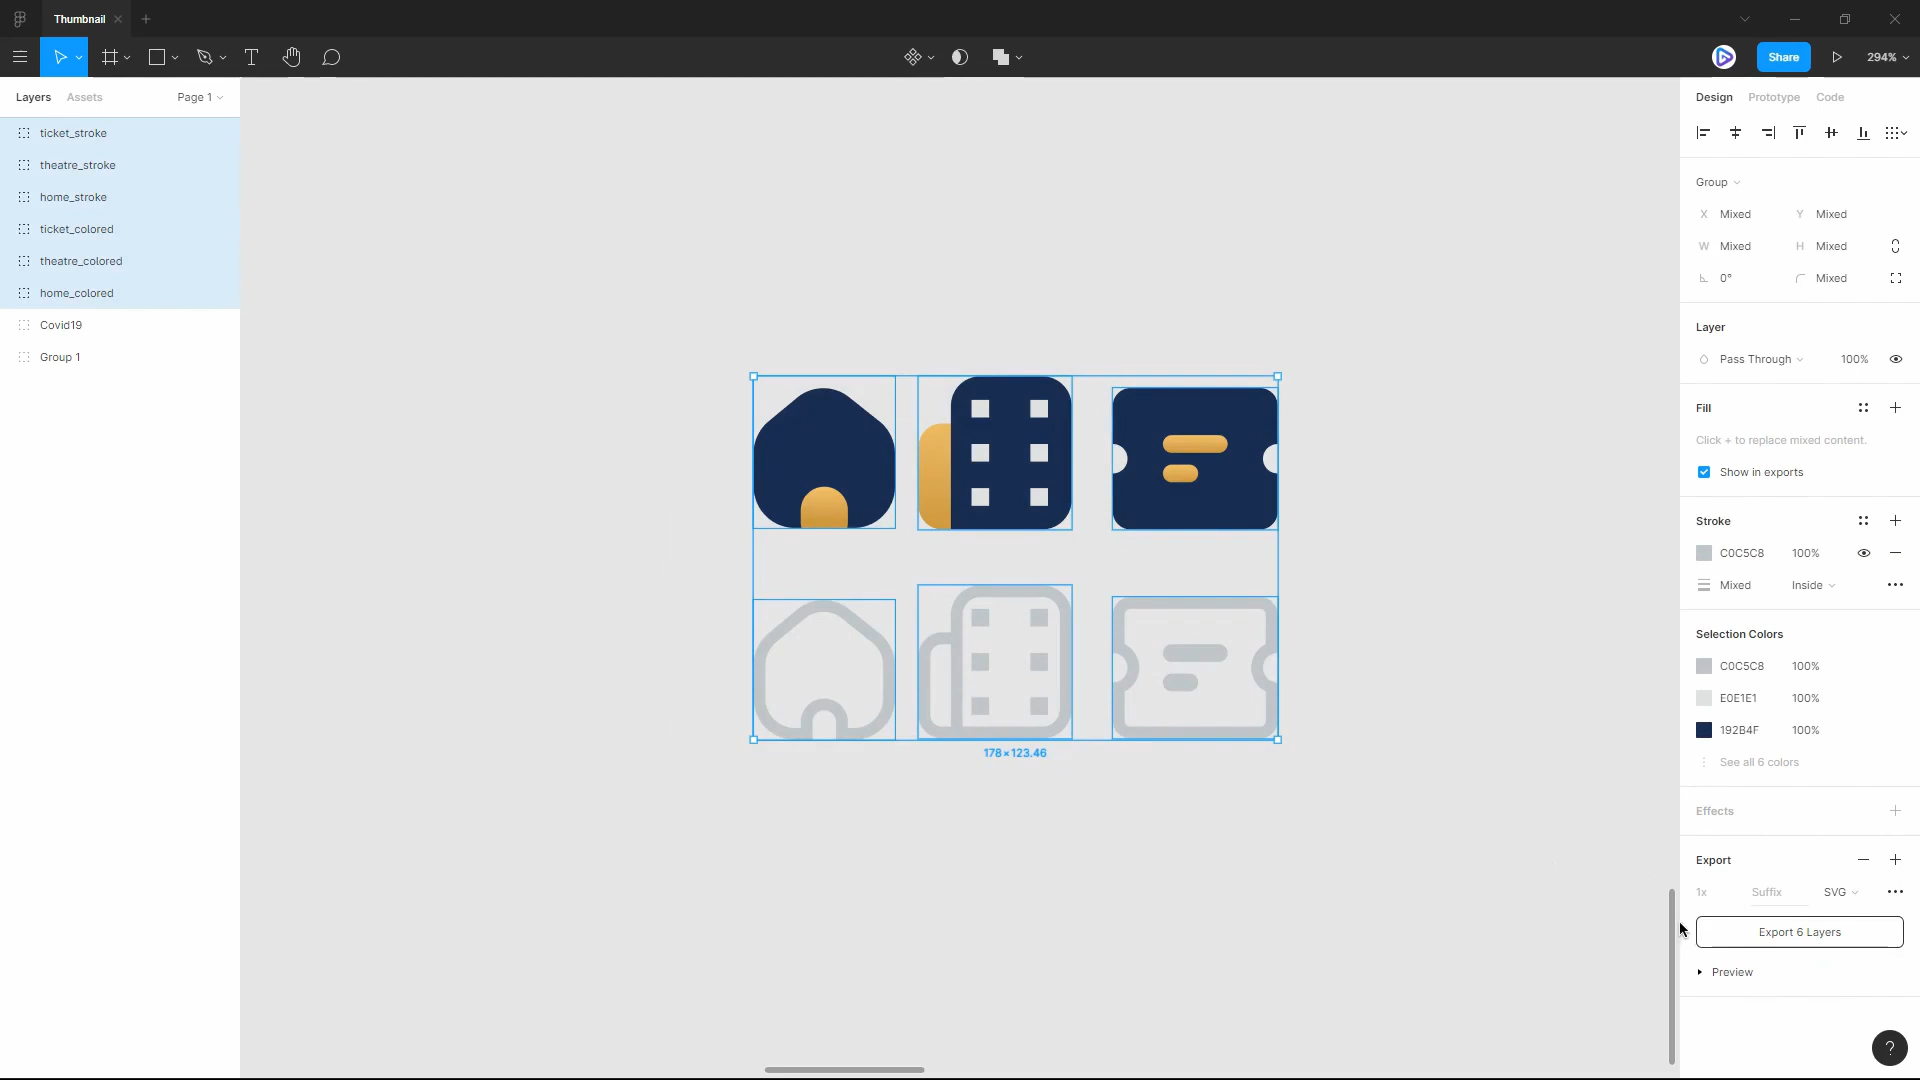 Thumbnail
Share
294%
Layers
Assets
Page 1
ticket_stroke
theatre_stroke
home_stroke
ticket_colored
theatre_colored
home_colored
Covid19
Group 1
178×123.46
Design
Prototype
Code
Group
X Mixed
Y Mixed
W Mixed
H Mixed
0°
Mixed
Layer
Pass Through
100%
Fill
Click + to replace mixed content.
Show in exports
Stroke
C0C5C8
100%
Mixed
Inside
Selection Colors
C0C5C8
100%
E0E1E1
100%
192B4F
100%
See all 6 colors
Effects
Export
1x
Suffix
SVG
Export 6 Layers
Preview
?